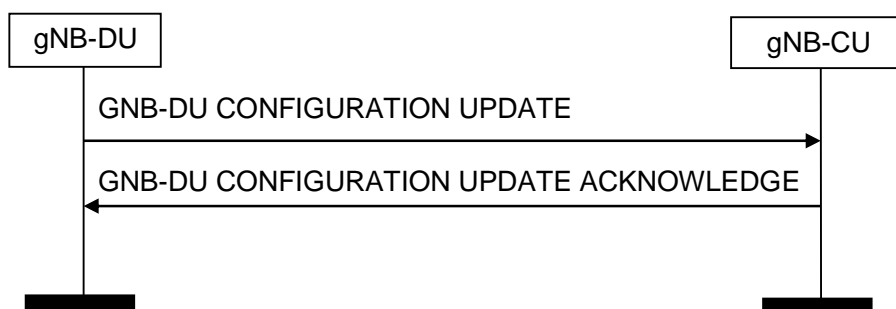 gNB-DU
gNB-CU
GNB-DU CONFIGURATION UPDATE
GNB-DU CONFIGURATION UPDATE ACKNOWLEDGE